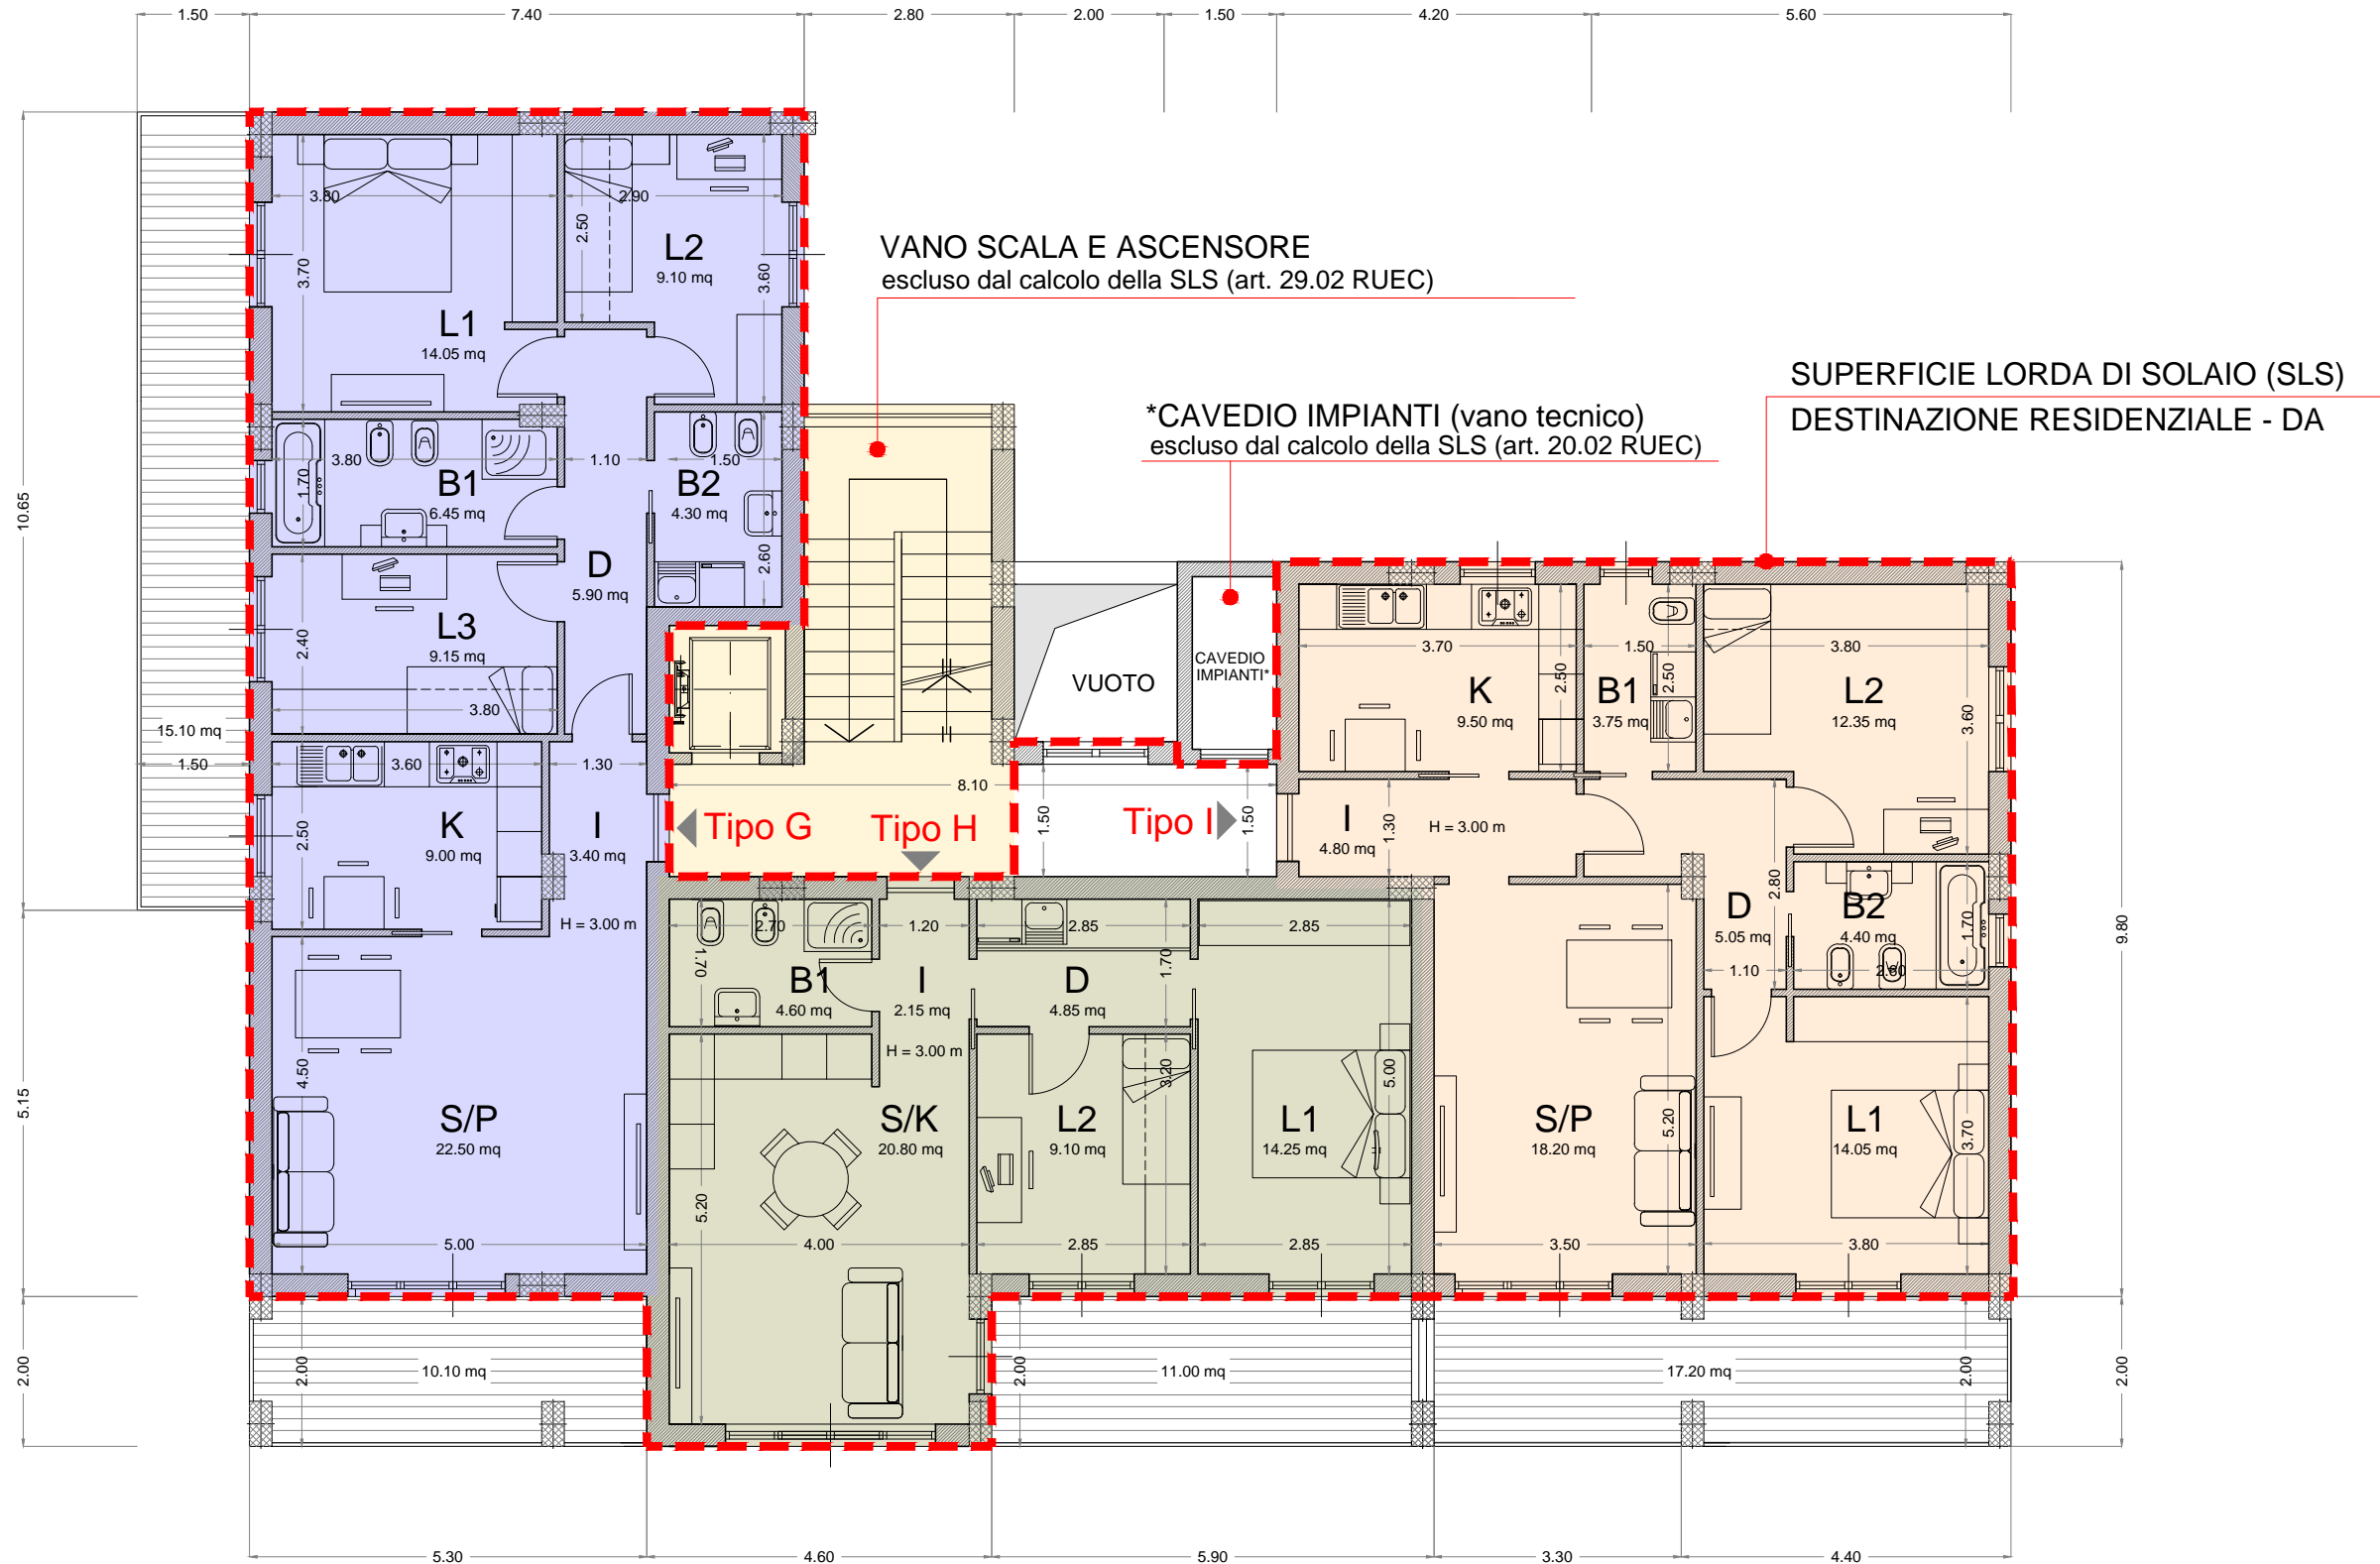 1.50
7.40
2.80
2.00
1.50
4.20
5.60
10.65
5.15
2.00
3.80
2.90
2.50
3.70
3.60
L2
9.10 mq
L1
14.05 mq
VANO SCALA E ASCENSORE
escluso dal calcolo della SLS (art. 29.02 RUEC)
*CAVEDIO IMPIANTI (vano tecnico)
escluso dal calcolo della SLS (art. 20.02 RUEC)
SUPERFICIE LORDA DI SOLAIO (SLS)
DESTINAZIONE RESIDENZIALE - DA
3.80
1.10
1.50
1.70
B1
6.45 mq
B2
4.30 mq
2.60
D
5.90 mq
L3
9.15 mq
2.40
3.80
15.10 mq
1.50
3.60
1.30
2.50
K
9.00 mq
I
3.40 mq
H = 3.00 m
4.50
S/P
22.50 mq
5.00
10.10 mq
2.00
VUOTO
CAVEDIO
IMPIANTI*
8.10
Tipo G
Tipo H
Tipo I
1.50
1.50
3.70
1.50
3.80
2.50
2.50
K
9.50 mq
B1
3.75 mq
L2
12.35 mq
3.60
I
4.80 mq
1.30
H = 3.00 m
2.80
D
5.05 mq
B2
4.40 mq
1.70
1.10
2.60
9.80
2.70
1.20
2.85
2.85
1.70
B1
4.60 mq
I
2.15 mq
D
4.85 mq
1.70
H = 3.00 m
3.20
5.00
S/K
20.80 mq
L2
9.10 mq
L1
14.25 mq
5.20
4.00
2.85
2.85
S/P
18.20 mq
5.20
L1
14.05 mq
3.70
3.50
3.80
2.00
11.00 mq
17.20 mq
2.00
2.00
5.30
4.60
5.90
3.30
4.40